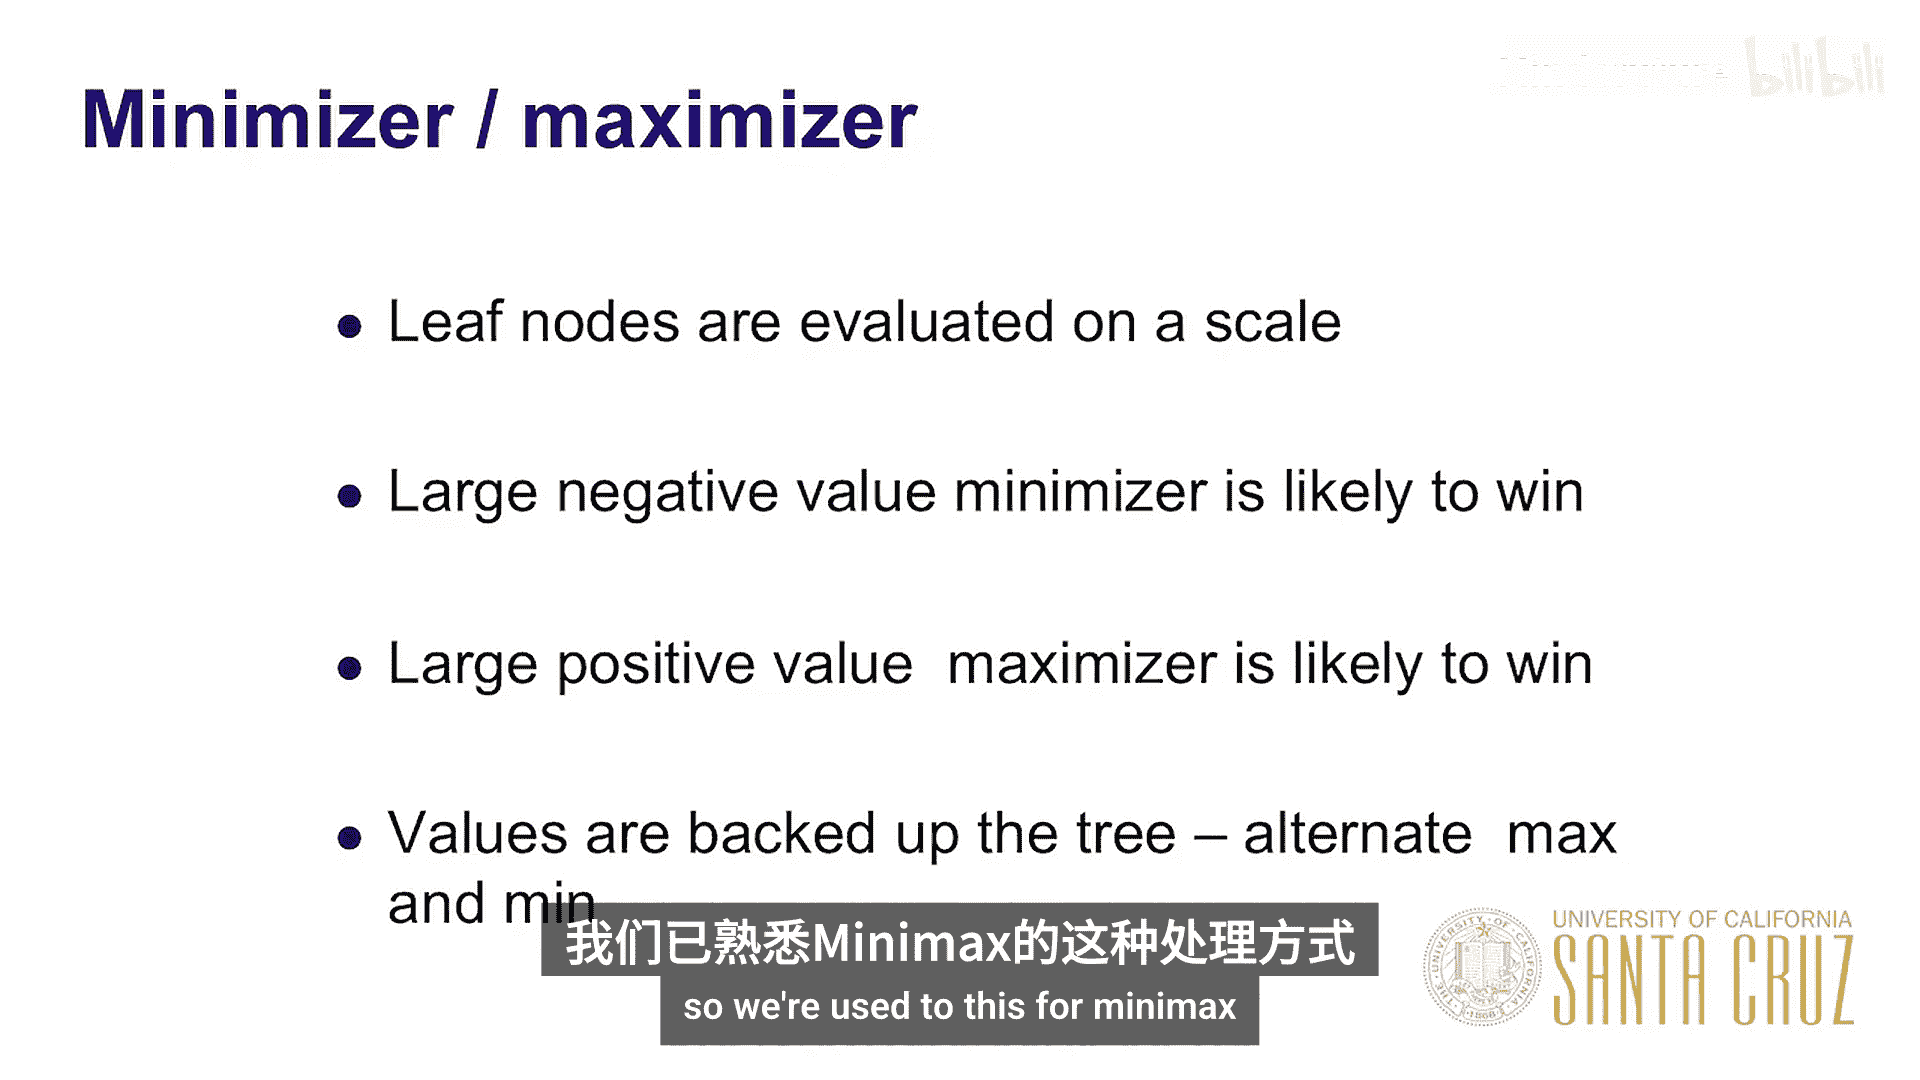 bilibili
Minimizer / maximizer
● Leaf nodes are evaluated on a scale
● Large negative value minimizer is likely to win
● Large positive value  maximizer is likely to win
● Values are backed up the tree – alternate  max
and min
我们已熟悉Minimax的这种处理方式
so we're used to this for minimax
UNIVERSITY OF CALIFORNIA
SANTA CRUZ